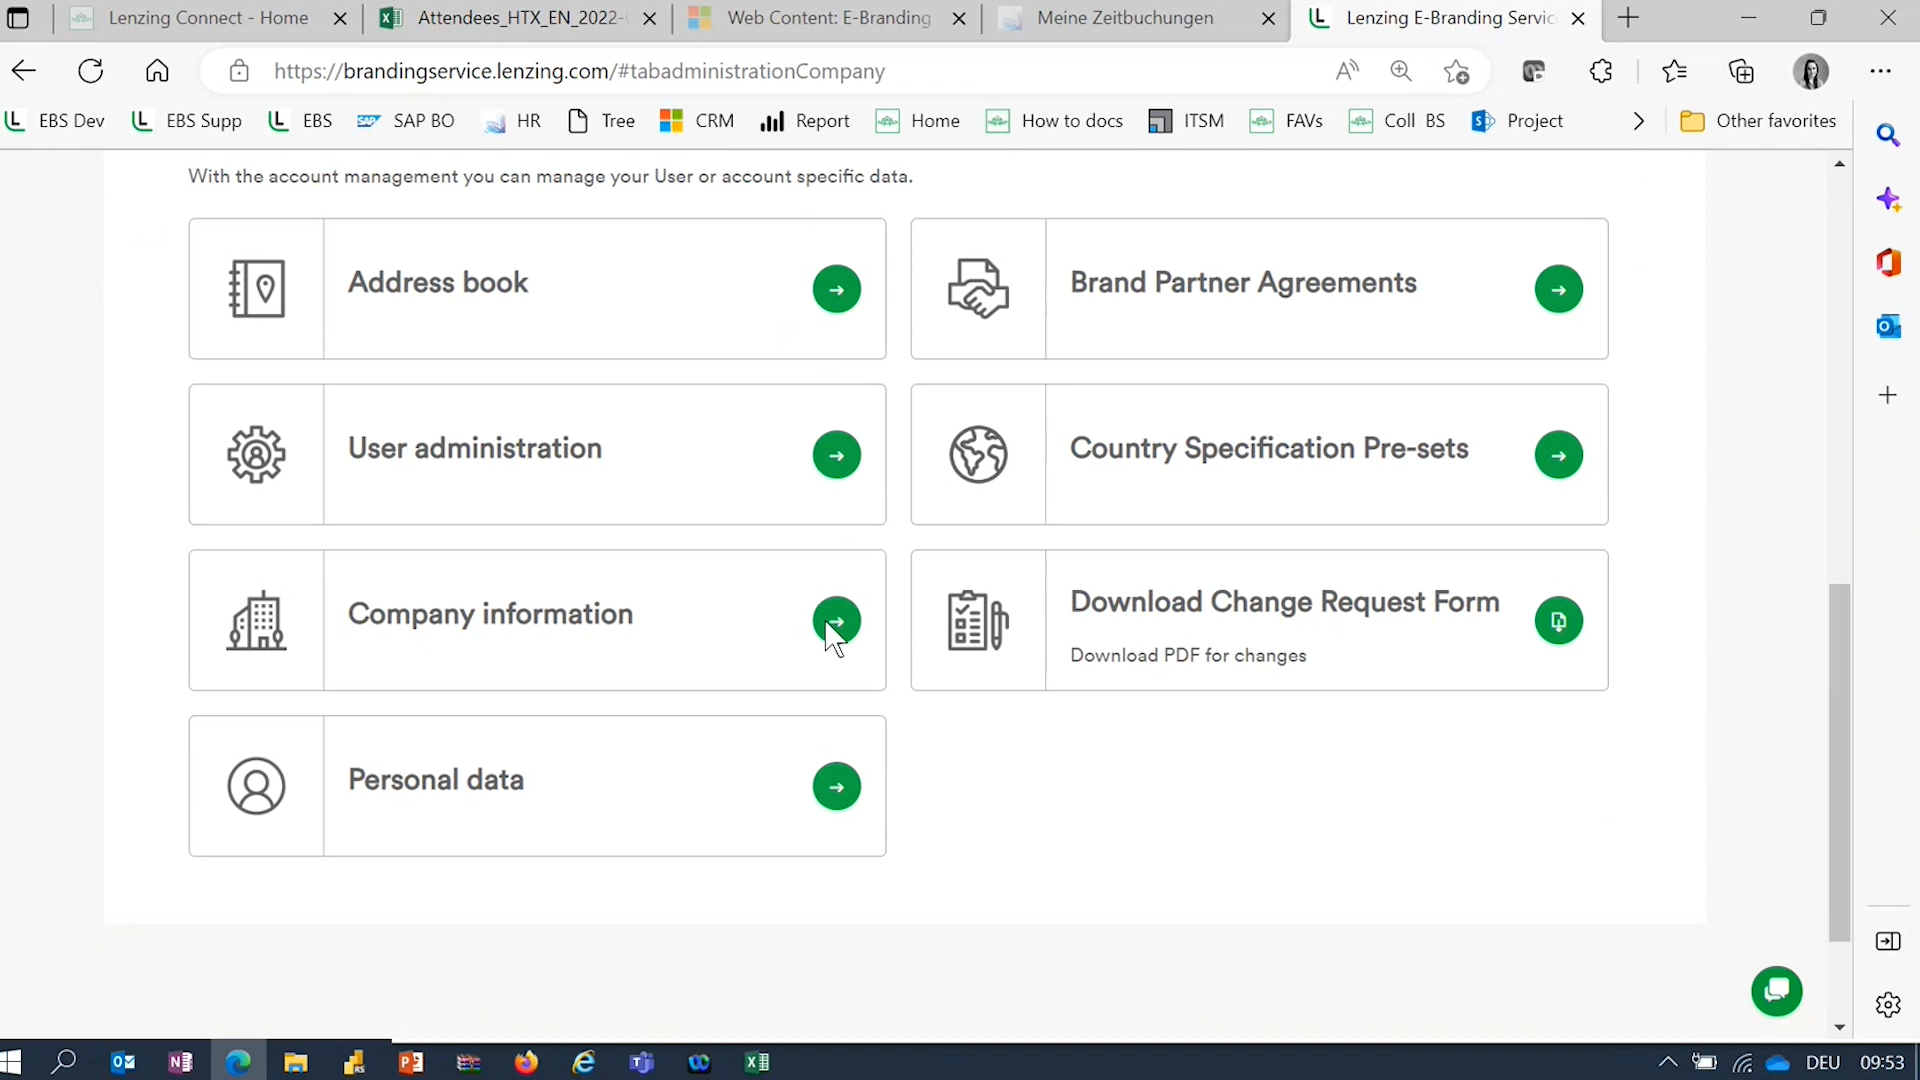 Lenzing Connect - Home
Attendees_HTX_EN_2022-
Web Content: E-Branding
Meine Zeitbuchungen
Lenzing E-Branding Servic
https://brandingservice.lenzing.com/#tabadministrationCompany
EBS Dev
EBS Supp
EBS
SAP BO
HR
Tree
CRM
Report
Home
How to docs
ITSM
FAVs
Coll BS
Project
Other favorites
With the account management you can manage your User or account specific data.
Address book
Brand Partner Agreements
User administration
Country Specification Pre-sets
Company information
Download Change Request Form
Download PDF for changes
Personal data
DEU
09:53